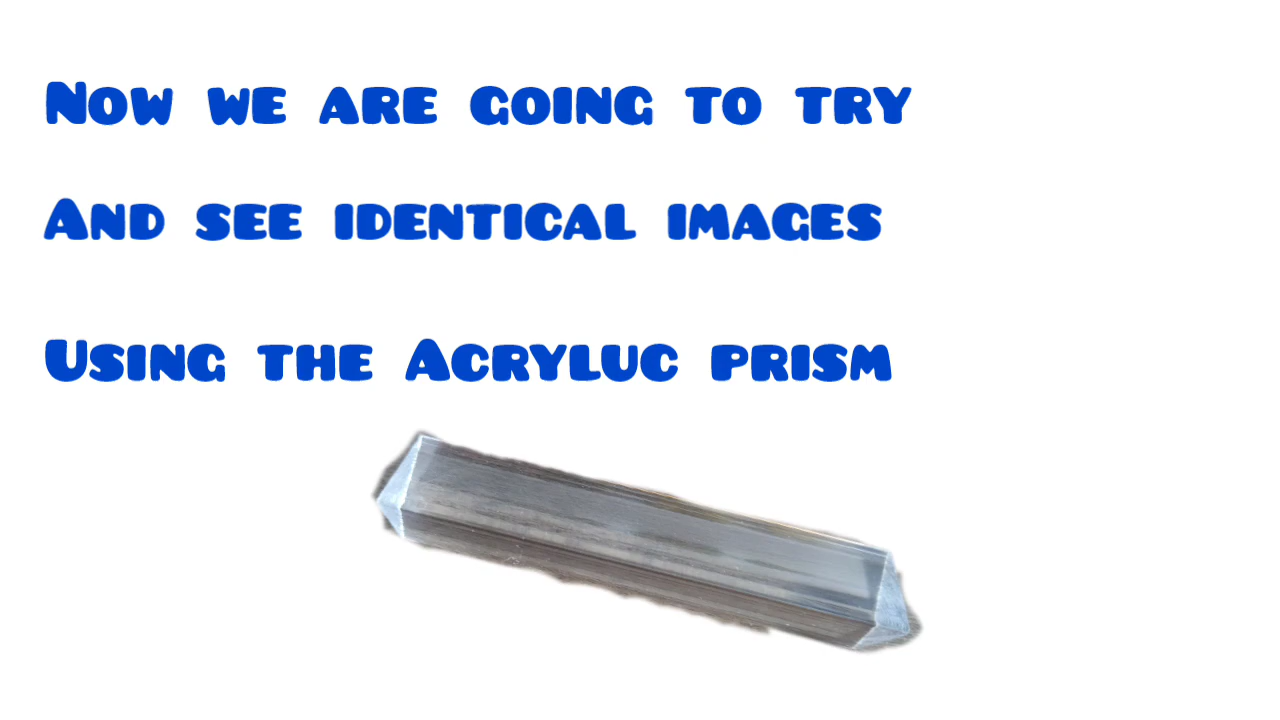 Now we are going to try
And see identical images
Using the Acryluc prism